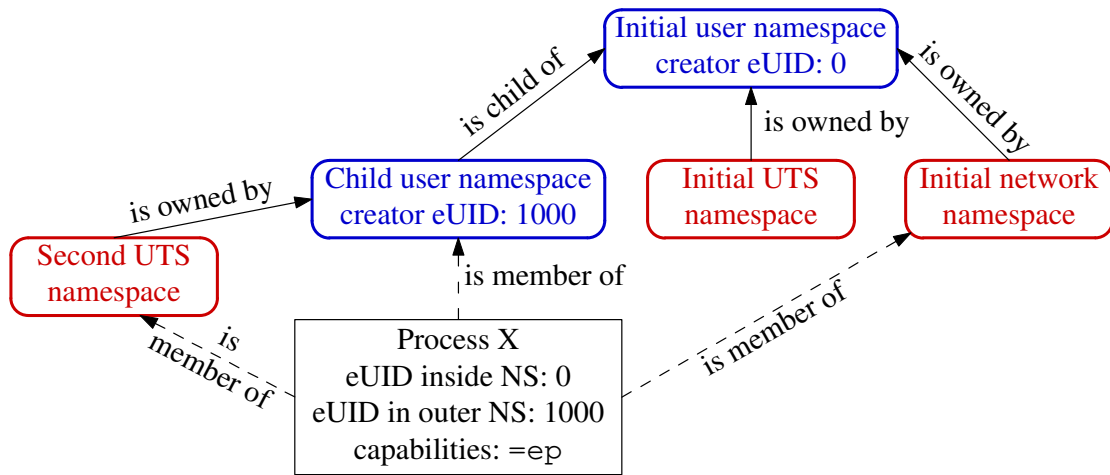 Initial user namespace
creator eUID: 0
is child of
is owned by
is owned by
Child user namespace
creator eUID: 1000
Initial UTS
namespace
Initial network
namespace
is owned by
Second UTS
namespace
is member of
is
member of
is member of
Process X
eUID inside NS: 0
eUID in outer NS: 1000
capabilities: =ep